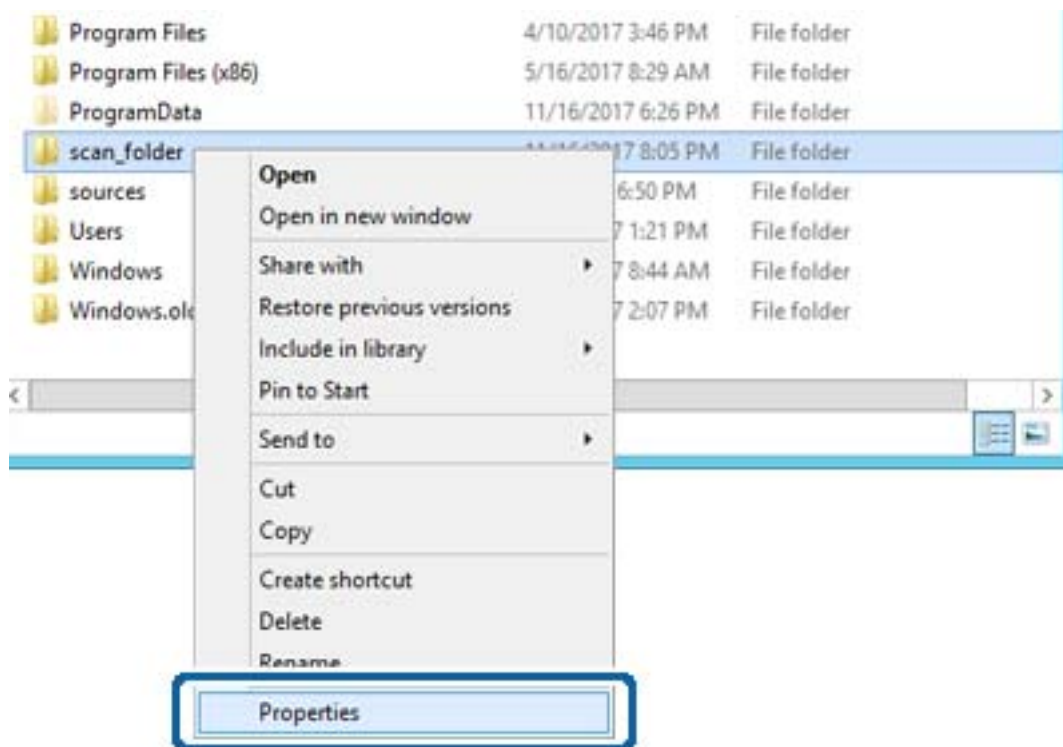 Program Files 4/10/2017 3:46 PM File folder
Program Files (x86) 5/16/2017 8:29 AM File folder
ProgramData 11/16/2017 6:26 PM File folder
scan_folder 17 8:05 PM File folder
sources 6:50 PM File folder
Users 7 1:21 PM File folder
Windows 7 8:44 AM File folder
Windows.old 7 2:07 PM File folder
Open
Open in new window
Share with
Restore previous versions
Include in library
Pin to Start
Send to
Cut
Copy
Create shortcut
Delete
Rename
Properties